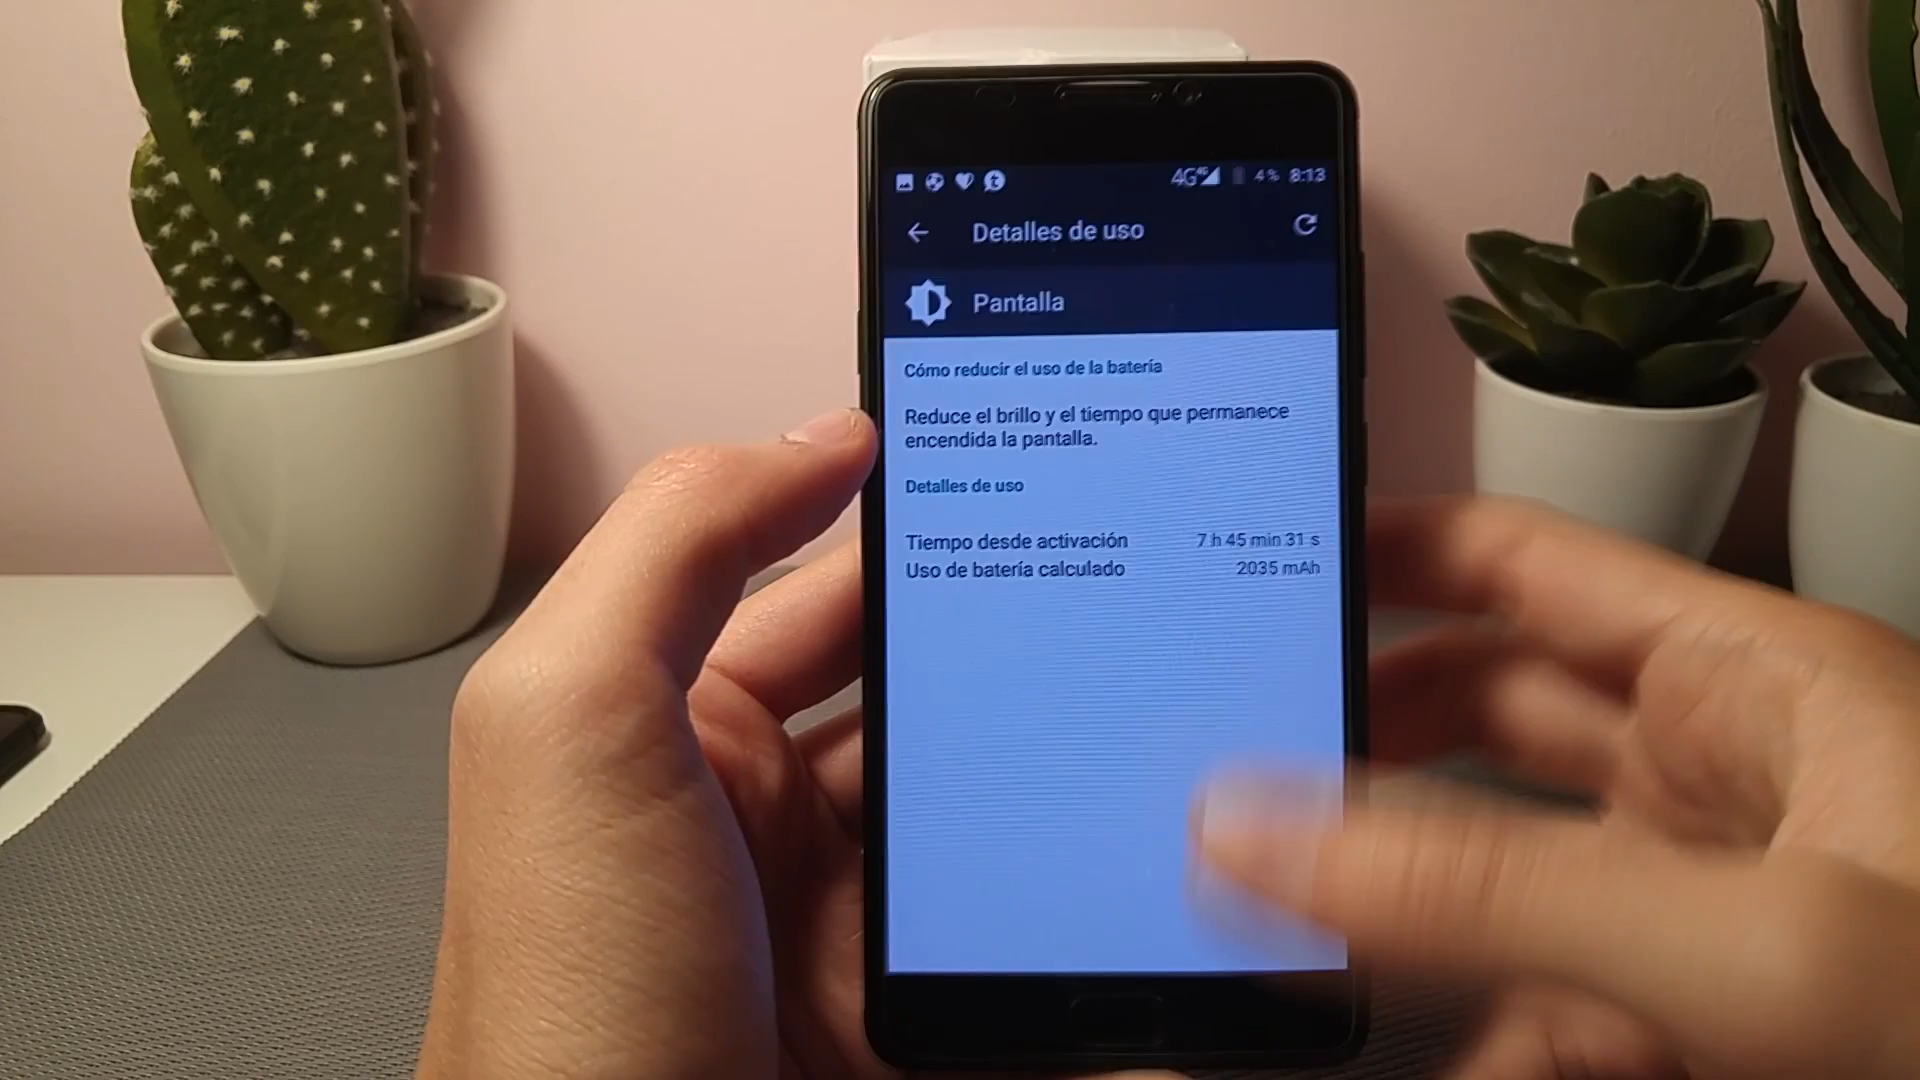 4G 4G 4% 8:13
Detalles de uso
Pantalla
Cómo reducir el uso de la batería
Reduce el brillo y el tiempo que permanece
encendida la pantalla.
Detalles de uso
Tiempo desde activación 7 h 45 min 31 s
Uso de batería calculado 2035 mAh